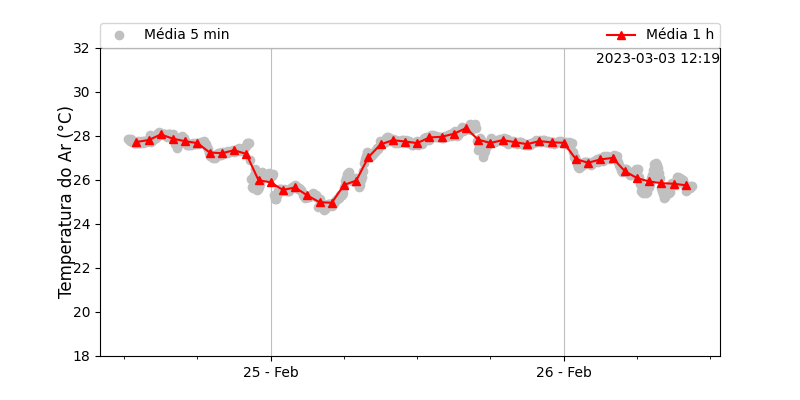 Média 5 min
Média 1 h
2023-03-03 12:19
Temperatura do Ar (°C)
32
30
28
26
24
22
20
18
25 - Feb
26 - Feb